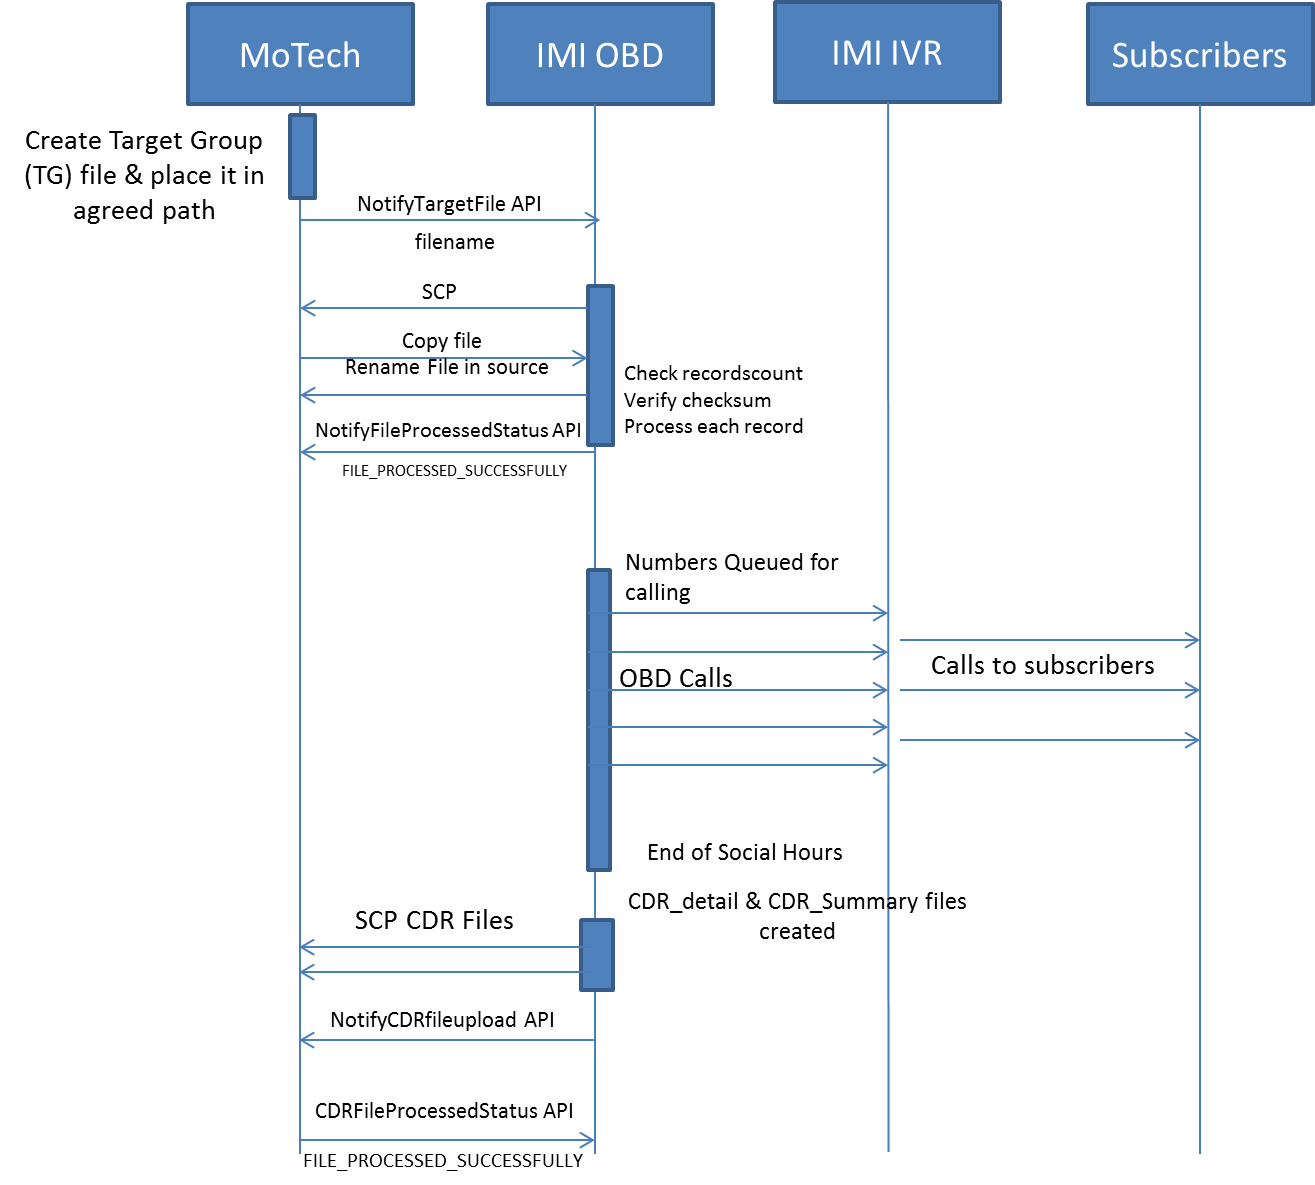 MoTech
IMI OBD
IMI IVR
Subscribers
Create Target Group
(TG) file & place it in
agreed path
NotifyTargetFile API
filename
SCP
Copy file
Rename File in source
Check recordscount
Verify checksum
Process each record
NotifyFileProcessedStatus API
FILE_PROCESSED_SUCCESSFULLY
Numbers Queued for
calling
OBD Calls
Calls to subscribers
End of Social Hours
CDR_detail & CDR_Summary files
created
SCP CDR Files
NotifyCDRfileupload API
CDRFileProcessedStatus API
FILE_PROCESSED_SUCCESSFULLY